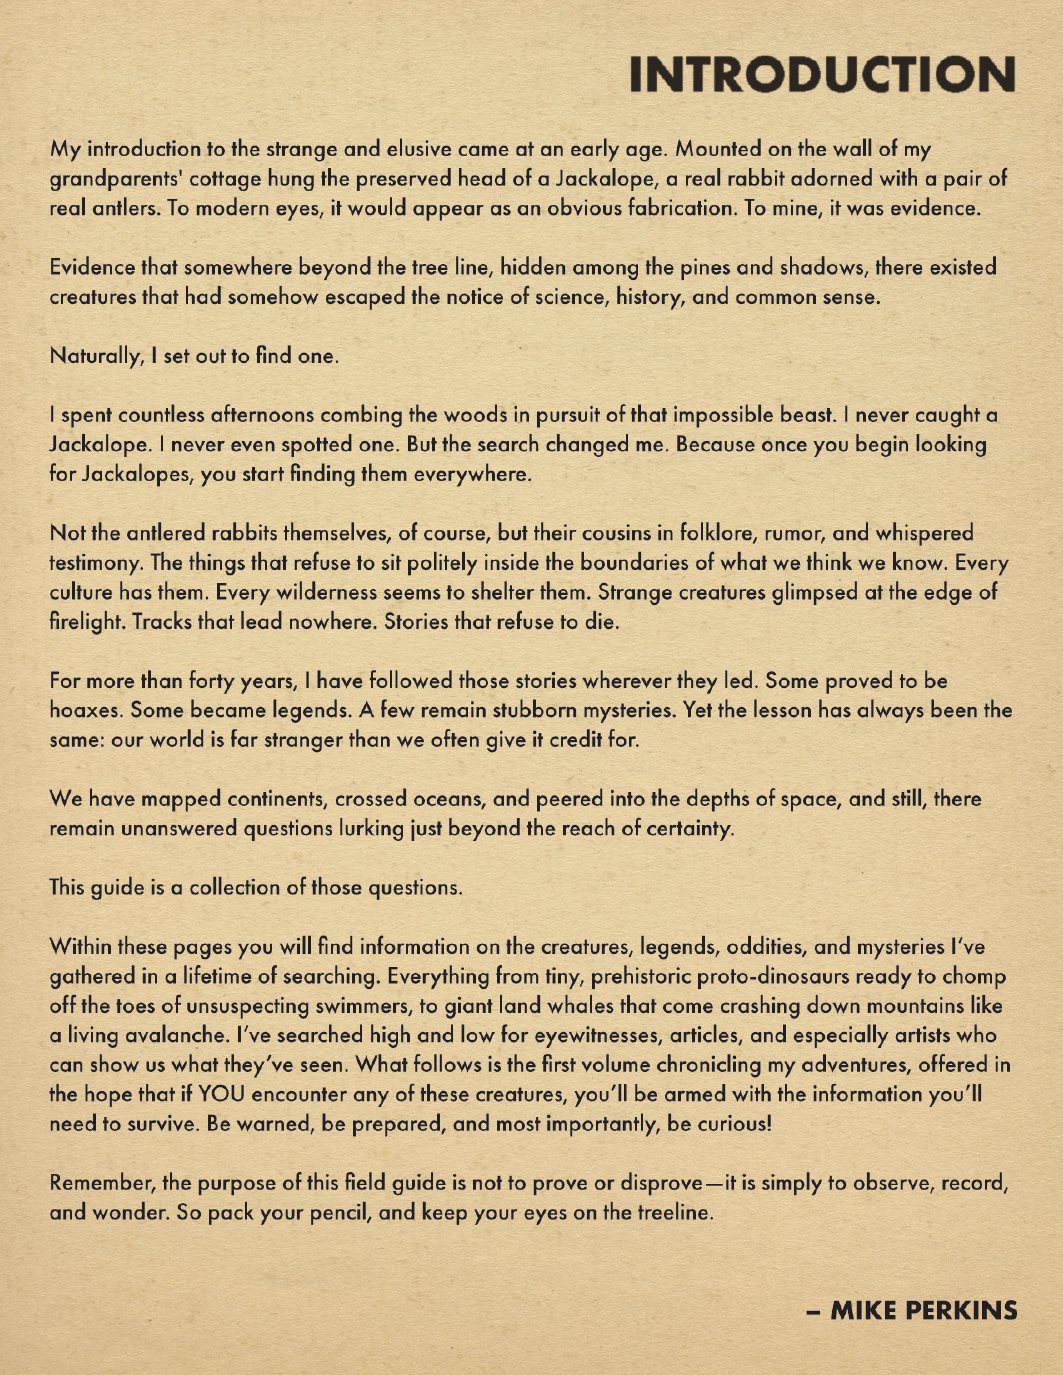 INTRODUCTION
My introduction to the strange and elusive came at an early age. Mounted on the wall of my
grandparents' cottage hung the preserved head of a Jackalope, a real rabbit adorned with a pair of
real antlers. To modern eyes, it would appear as an obvious fabrication. To mine, it was evidence.
Evidence that somewhere beyond the tree line, hidden among the pines and shadows, there existed
creatures that had somehow escaped the notice of science, history, and common sense.
Naturally, I set out to find one.
I spent countless afternoons combing the woods in pursuit of that impossible beast. I never caught a
Jackalope. I never even spotted one. But the search changed me. Because once you begin looking
for Jackalopes, you start finding them everywhere.
Not the antlered rabbits themselves, of course, but their cousins in folklore, rumor, and whispered
testimony. The things that refuse to sit politely inside the boundaries of what we think we know. Every
culture has them. Every wilderness seems to shelter them. Strange creatures glimpsed at the edge of
firelight. Tracks that lead nowhere. Stories that refuse to die.
For more than forty years, I have followed those stories wherever they led. Some proved to be
hoaxes. Some became legends. A few remain stubborn mysteries. Yet the lesson has always been the
same: our world is far stranger than we often give it credit for.
We have mapped continents, crossed oceans, and peered into the depths of space, and still, there
remain unanswered questions lurking just beyond the reach of certainty.
This guide is a collection of those questions.
Within these pages you will find information on the creatures, legends, oddities, and mysteries I’ve
gathered in a lifetime of searching. Everything from tiny, prehistoric proto-dinosaurs ready to chomp
off the toes of unsuspecting swimmers, to giant land whales that come crashing down mountains like
a living avalanche. I’ve searched high and low for eyewitnesses, articles, and especially artists who
can show us what they’ve seen. What follows is the first volume chronicling my adventures, offered in
the hope that if YOU encounter any of these creatures, you’ll be armed with the information you’ll
need to survive. Be warned, be prepared, and most importantly, be curious!
Remember, the purpose of this field guide is not to prove or disprove—it is simply to observe, record,
and wonder. So pack your pencil, and keep your eyes on the treeline.
– MIKE PERKINS